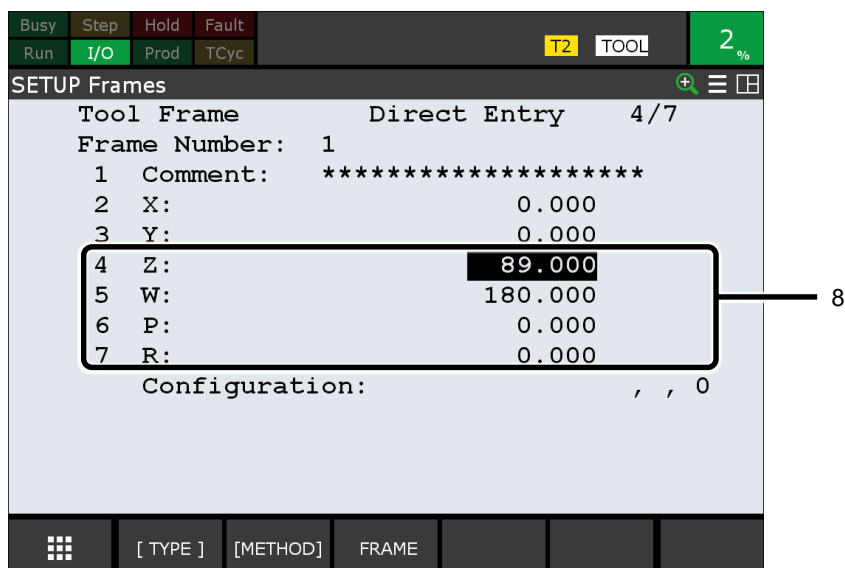 Busy Step Hold Fault
Run I/O Prod TCyc T2 TOOL 2 %
SETUP Frames
Tool Frame Direct Entry 4/7
Frame Number: 1
1 Comment: ********************
2 X: 0.000
3 Y: 0.000
4 Z: 89.000
5 W: 180.000
6 P: 0.000
7 R: 0.000
Configuration: , , 0
8
[ TYPE ] [METHOD] FRAME